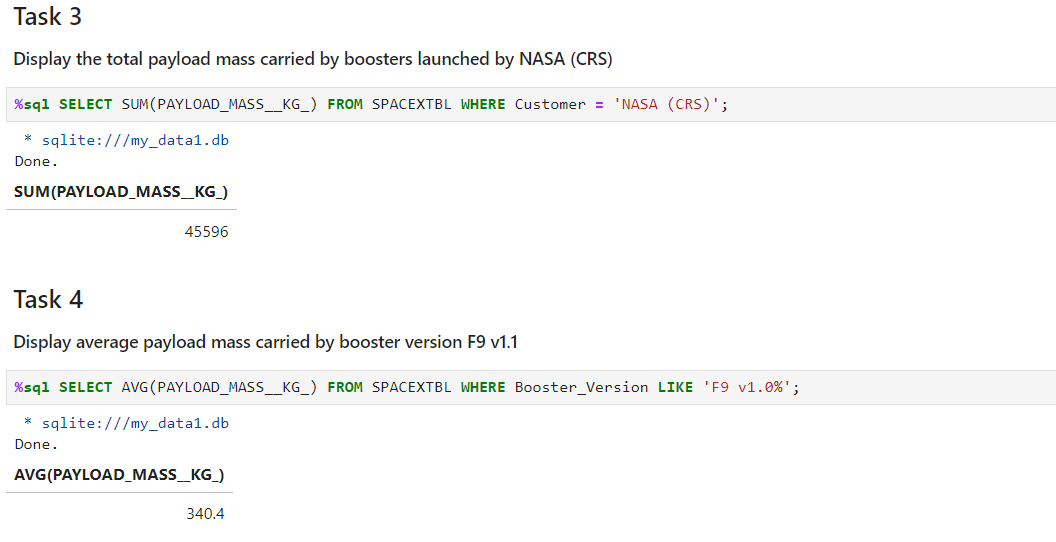 Task 3
Display the total payload mass carried by boosters launched by NASA (CRS)
%sql SELECT SUM(PAYLOAD_MASS__KG_) FROM SPACEXTBL WHERE Customer = 'NASA (CRS)';
* sqlite:///my_data1.db
Done.
SUM(PAYLOAD_MASS__KG_)
45596
Task 4
Display average payload mass carried by booster version F9 v1.1
%sql SELECT AVG(PAYLOAD_MASS__KG_) FROM SPACEXTBL WHERE Booster_Version LIKE 'F9 v1.0%';
* sqlite:///my_data1.db
Done.
AVG(PAYLOAD_MASS__KG_)
340.4